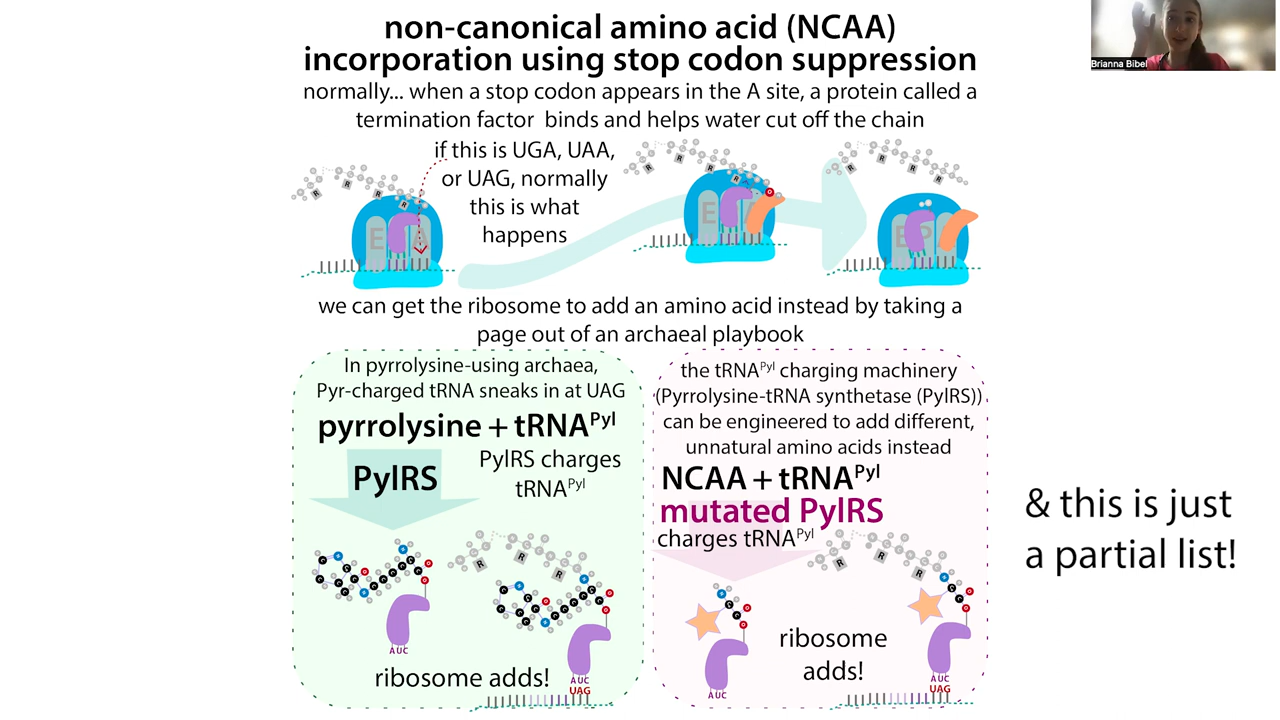 non-canonical amino acid (NCAA)
incorporation using stop codon suppression
normally... when a stop codon appears in the A site, a protein called a
termination factor binds and helps water cut off the chain
if this is UGA, UAA,
or UAG, normally
this is what
happens
E
A
E
A
E
P
we can get the ribosome to add an amino acid instead by taking a
page out of an archaeal playbook
In pyrrolysine-using archaea,
Pyr-charged tRNA sneaks in at UAG
pyrrolysine + tRNAPyl
PylRS
PylRS charges
tRNAPyl
R
R
R
AUC
ribosome adds!
AUC
UAG
the tRNAPyl charging machinery
(Pyrrolysine-tRNA synthetase (PylRS))
can be engineered to add different,
unnatural amino acids instead
NCAA + tRNAPyl
mutated PylRS
charges tRNAPyl
R
R
R
ribosome
adds!
AUC
AUC
UAG
& this is just
a partial list!
Brianna Bibel